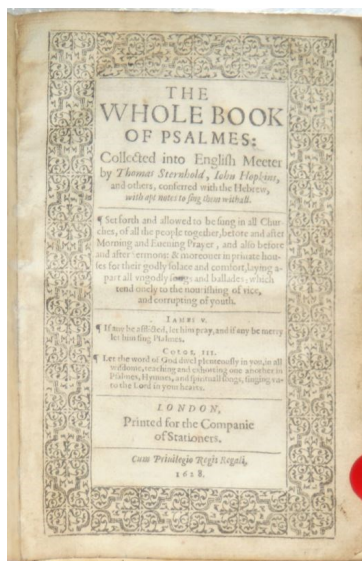 THE
WHOLE BOOK
OF PSALMES:
Collected into English Meeter
by Thomas Sternhold, Iohn Hopkins,
and others, conferred with the Hebrew,
with apt notes to sing them withall.
¶ Set forth and allowed to be sung in all Chur-
ches, of all the people together, before and after
Morning and Euening Prayer, and also before
and after Sermons: & moreouer in priuate hou-
ses for their godly solace and comfort, laying a-
part all vngodly songs and ballades, which
tend onely to the nourishing of vice,
and corrupting of youth.
IAMES V.
¶ If any be afflicted, let him pray, and if any be merry
let him sing Psalmes.
COLOS. III.
¶ Let the word of God dwel plenteously in you, in all
wisdome, teaching and exhorting one another in
Psalmes, Hymnes, and spirituall songs, singing vn-
to the Lord in your hearts.
LONDON,
Printed for the Companie
of Stationers.
Cum Privilegio Regis Regali,